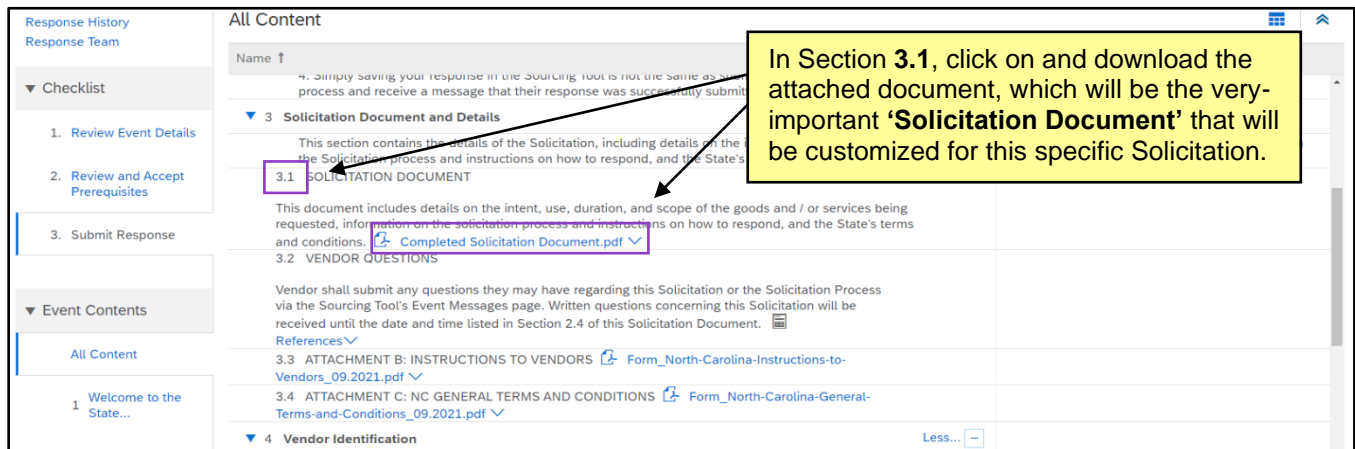 Response History
Response Team
▼ Checklist
1. Review Event Details
2. Review and Accept
Prerequisites
3. Submit Response
▼ Event Contents
All Content
1 Welcome to the
State...
All Content
Name ↑
4. Simply saving your response in the Sourcing Tool is not the same as
process and receive a message that their response was successfully submit
▼ 3 Solicitation Document and Details
This section contains the details of the Solicitation, including details on the
the Solicitation process and instructions on how to respond, and the State's
3.1 SOLICITATION DOCUMENT
This document includes details on the intent, use, duration, and scope of the goods and / or services being
requested, information on the solicitation process and instructions on how to respond, and the State's terms
and conditions. Completed Solicitation Document.pdf
3.2 VENDOR QUESTIONS
Vendor shall submit any questions they may have regarding this Solicitation or the Solicitation Process
via the Sourcing Tool's Event Messages page. Written questions concerning this Solicitation will be
received until the date and time listed in Section 2.4 of this Solicitation Document.
References
3.3 ATTACHMENT B: INSTRUCTIONS TO VENDORS Form_North-Carolina-Instructions-to-
Vendors_09.2021.pdf
3.4 ATTACHMENT C: NC GENERAL TERMS AND CONDITIONS Form_North-Carolina-General-
Terms-and-Conditions_09.2021.pdf
▼ 4 Vendor Identification
Less... −
In Section 3.1, click on and download the
attached document, which will be the very-
important ‘Solicitation Document’ that will
be customized for this specific Solicitation.